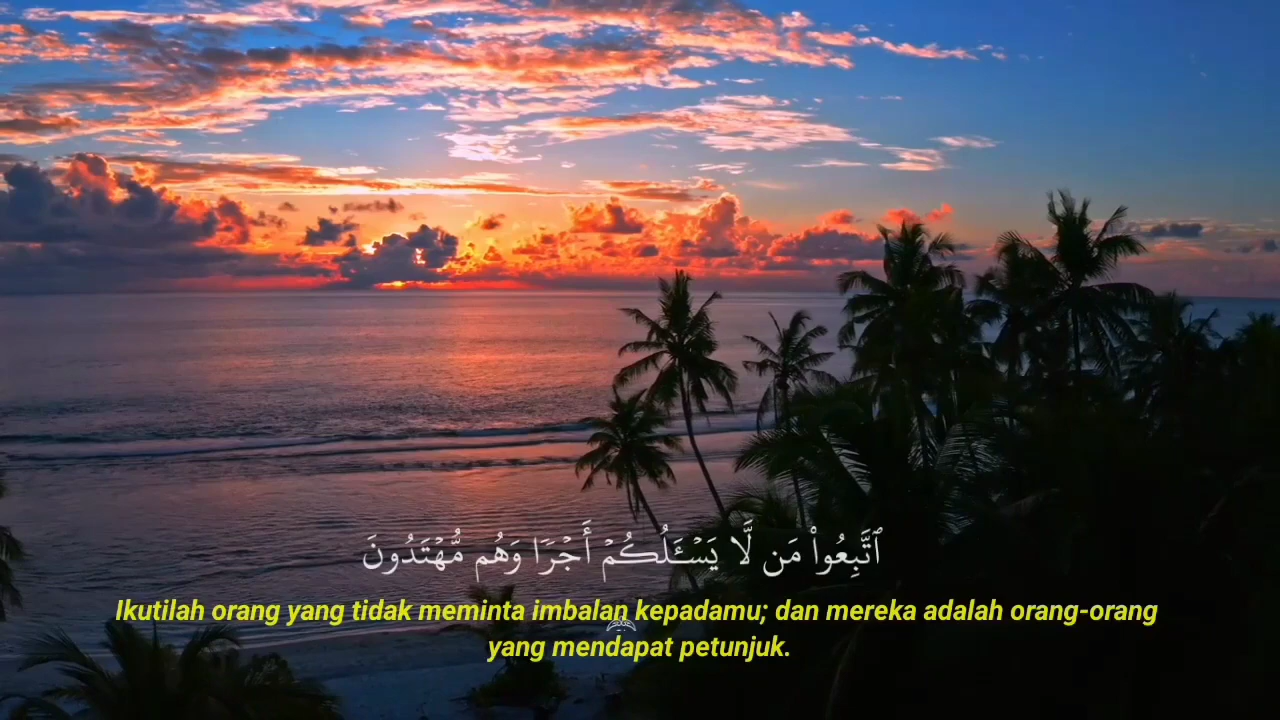 ٱتَّبِعُوا۟ مَن لَّا يَسْـَٔلُكُمْ أَجْرًا وَهُم مُّهْتَدُونَ
Ikutilah orang yang tidak meminta imbalan kepadamu; dan mereka adalah orang-orang
yang mendapat petunjuk.